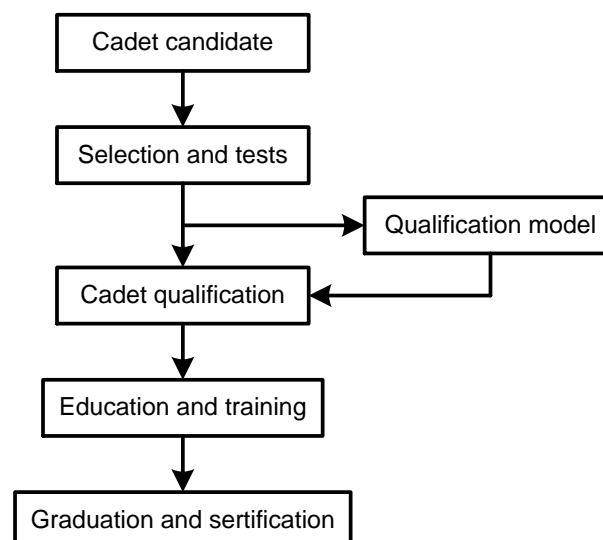 Cadet candidate
Selection and tests
Qualification model
Cadet qualification
Education and training
Graduation and sertification